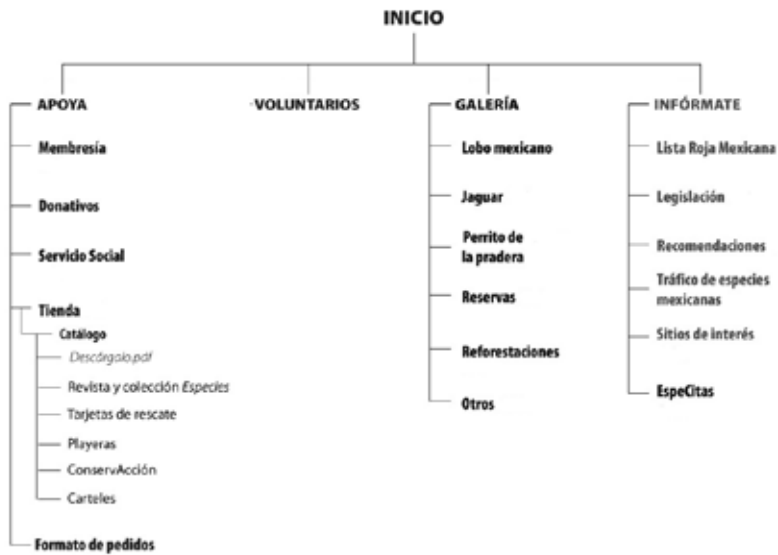 INICIO
APOYA
Membresía
Donativos
Servicio Social
Tienda
Catálogo
Descárgalo.pdf
Revista y colección Especies
Tarjetas de rescate
Playeras
ConservAcción
Carteles
Formato de pedidos
VOLUNTARIOS
GALERÍA
Lobo mexicano
Jaguar
Perrito de
la pradera
Reservas
Reforestaciones
Otros
INFÓRMATE
Lista Roja Mexicana
Legislación
Recomendaciones
Tráfico de especies
mexicanas
Sitios de interés
EspeCitas